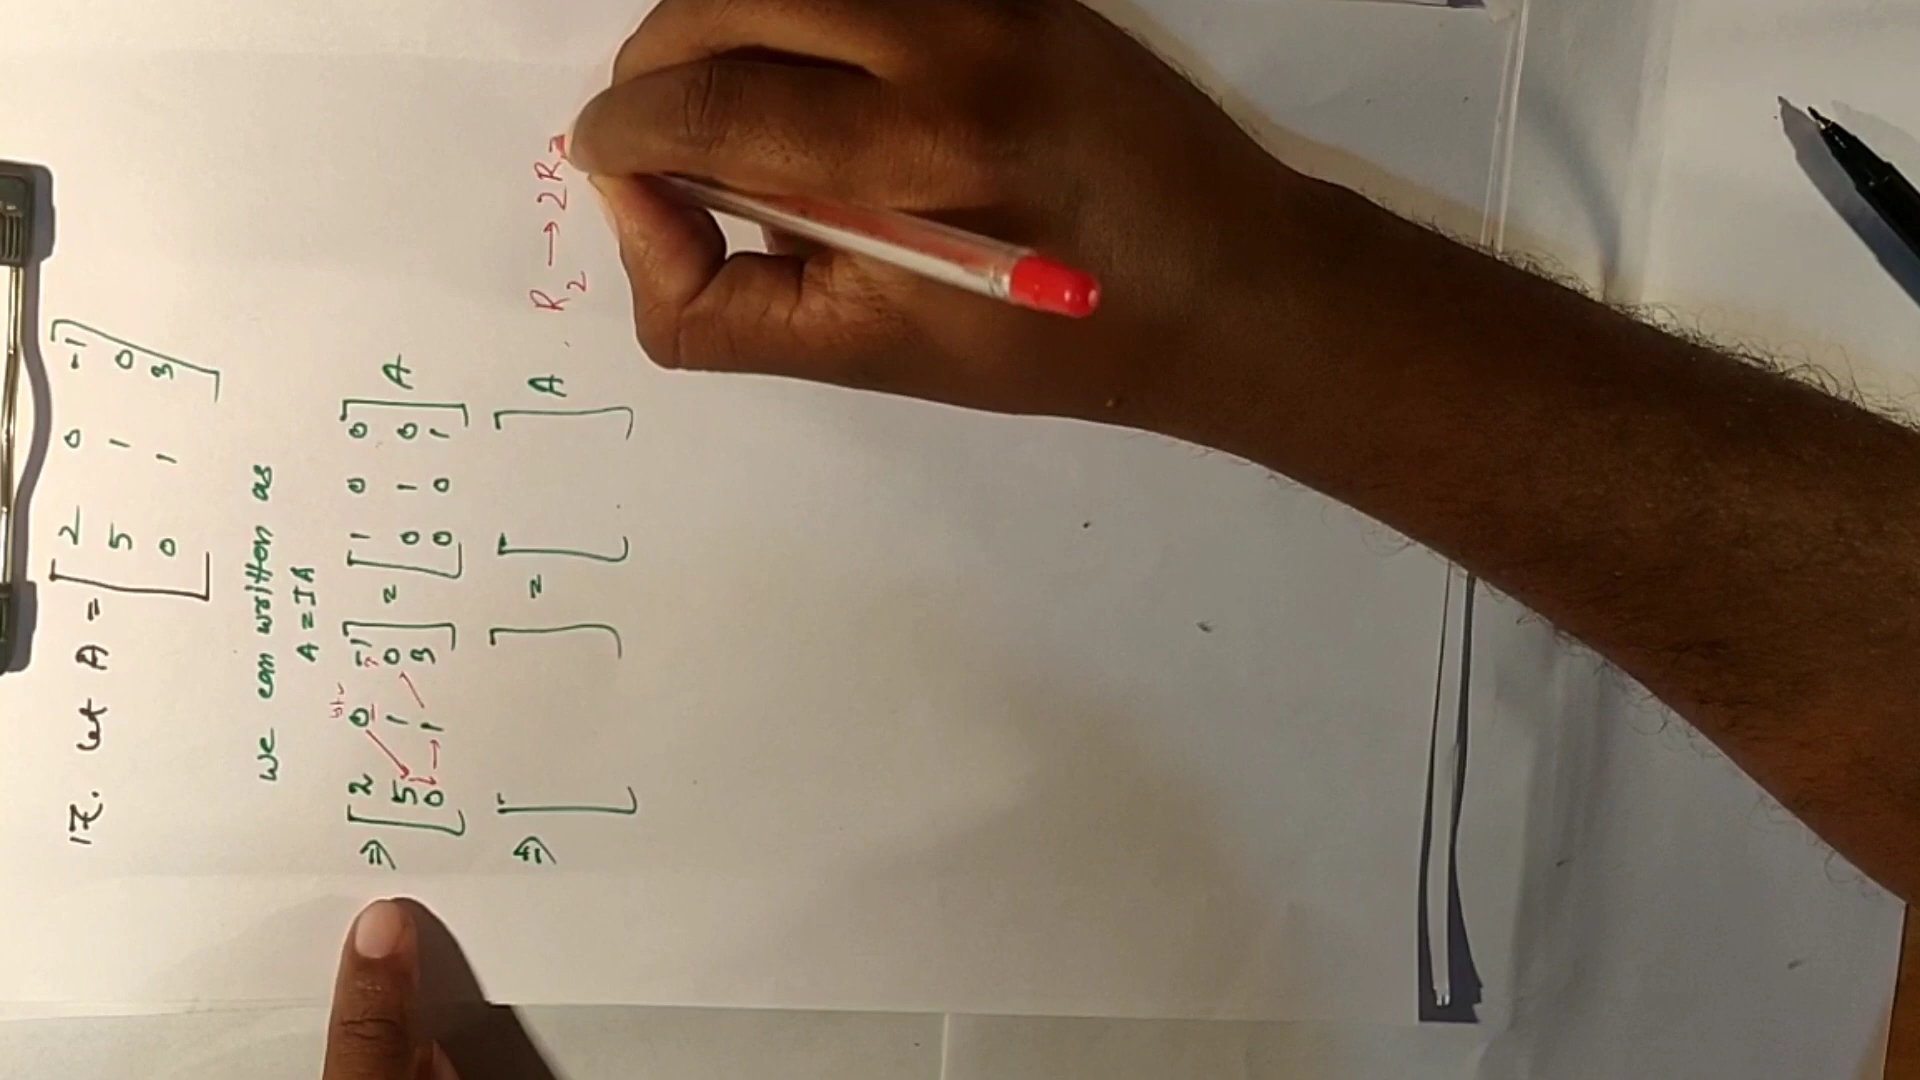 17. Let A = [2 0 -1
5 1 0
0 1 3]
We can written as
A = IA
⇒ [2 0 -1
5 1 0
0 1 3] = [1 0 0
0 1 0
0 0 1] A
⇒ [ ] = [ ] A . R2 → 2R